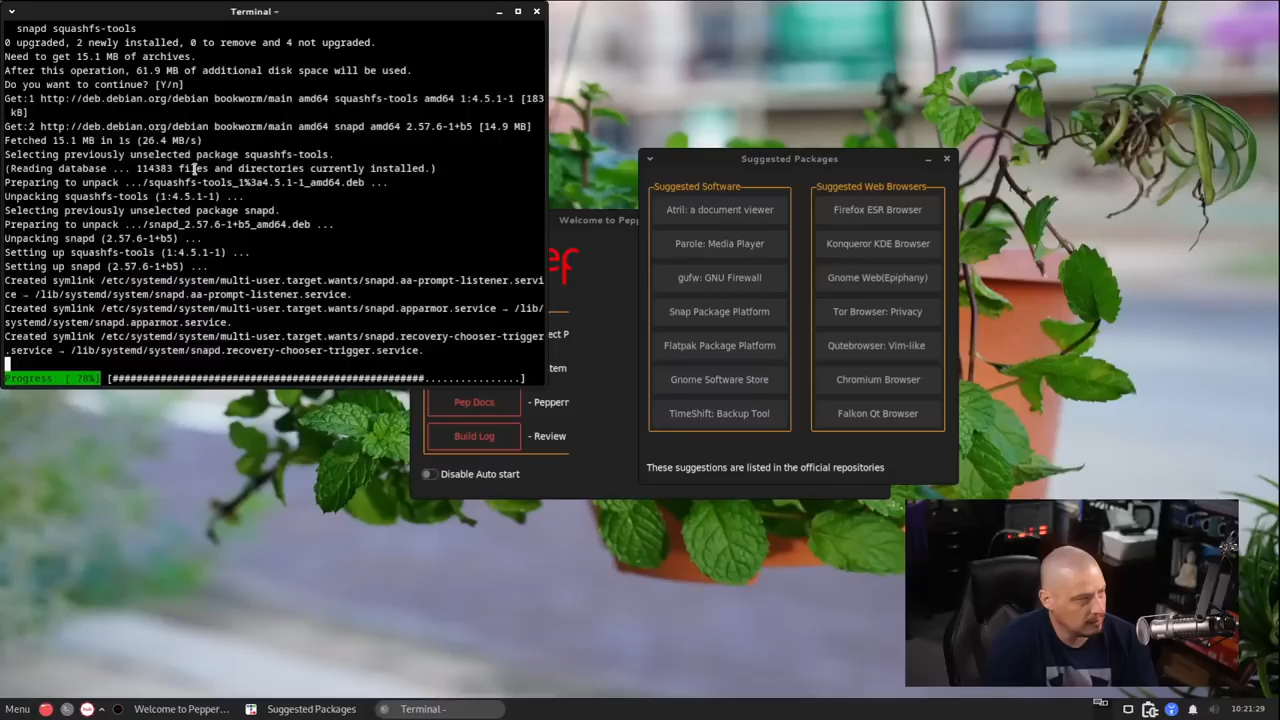 Terminal -
snapd squashfs-tools
0 upgraded, 2 newly installed, 0 to remove and 4 not upgraded.
Need to get 15.1 MB of archives.
After this operation, 61.9 MB of additional disk space will be used.
Do you want to continue? [Y/n]
Get:1 http://deb.debian.org/debian bookworm/main amd64 squashfs-tools amd64 1:4.5.1-1 [183
kB]
Get:2 http://deb.debian.org/debian bookworm/main amd64 snapd amd64 2.57.6-1+b5 [14.9 MB]
Fetched 15.1 MB in 1s (26.4 MB/s)
Selecting previously unselected package squashfs-tools.
(Reading database ... 114383 files and directories currently installed.)
Preparing to unpack .../squashfs-tools_1%3a4.5.1-1_amd64.deb ...
Unpacking squashfs-tools (1:4.5.1-1) ...
Selecting previously unselected package snapd.
Preparing to unpack .../snapd_2.57.6-1+b5_amd64.deb ...
Unpacking snapd (2.57.6-1+b5) ...
Setting up squashfs-tools (1:4.5.1-1) ...
Setting up snapd (2.57.6-1+b5) ...
Created symlink /etc/systemd/system/multi-user.target.wants/snapd.aa-prompt-listener.servi
ce → /lib/systemd/system/snapd.aa-prompt-listener.service.
Created symlink /etc/systemd/system/multi-user.target.wants/snapd.apparmor.service → /lib/
systemd/system/snapd.apparmor.service.
Created symlink /etc/systemd/system/multi-user.target.wants/snapd.recovery-chooser-trigger
.service → /lib/systemd/system/snapd.recovery-chooser-trigger.service.
Progress: [ 78%] [#####################################################................]
Welcome to Pepp
ect P
tem
Pep Docs - Pepperr
Build Log - Review
Disable Auto start
Suggested Packages
Suggested Software
Atril: a document viewer
Parole: Media Player
gufw: GNU Firewall
Snap Package Platform
Flatpak Package Platform
Gnome Software Store
TimeShift: Backup Tool
Suggested Web Browsers
Firefox ESR Browser
Konqueror KDE Browser
Gnome Web(Epiphany)
Tor Browser: Privacy
Qutebrowser: Vim-like
Chromium Browser
Falkon Qt Browser
These suggestions are listed in the official repositories
Menu
Welcome to Pepper...
Suggested Packages
Terminal -
10:21:29